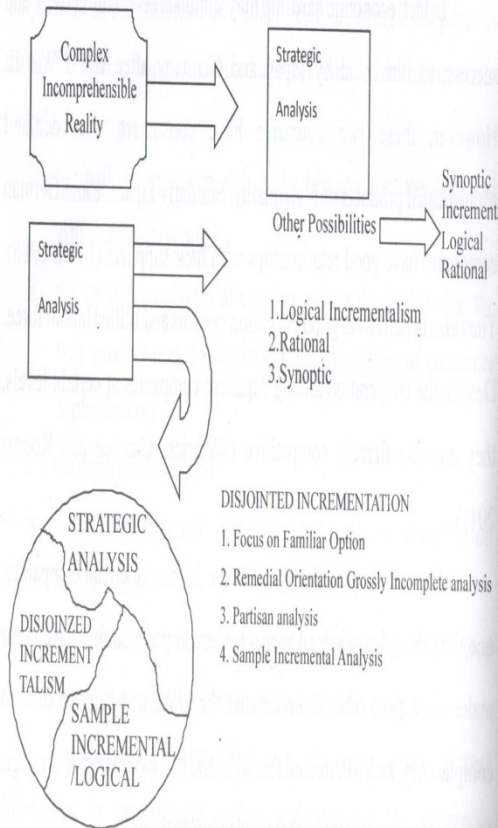 Complex
Incomprehensible
Reality
Strategic
Analysis
Other Possibilities
Synoptic
Increment
Logical
Rational
1.Logical Incrementalism
2.Rational
3.Synoptic
Strategic
Analysis
STRATEGIC
ANALYSIS
DISJOINZED
INCREMENT
TALISM
SAMPLE
INCREMENTAL
/LOGICAL
DISJOINTED INCREMENTATION
1. Focus on Familiar Option
2. Remedial Orientation Grossly Incomplete analysis
3. Partisan analysis
4. Sample Incremental Analysis